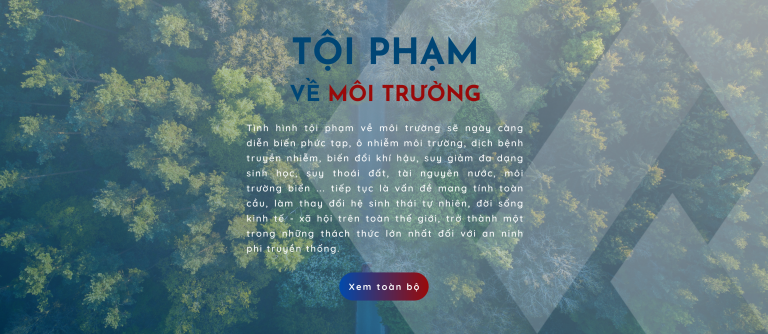 TỘI PHẠM
VỀ MÔI TRƯỜNG
Tình hình tội phạm về môi trường sẽ ngày càng
diễn biến phức tạp, ô nhiễm môi trường, dịch bệnh
truyền nhiễm, biến đổi khí hậu, suy giảm đa dạng
sinh học, suy thoái đất, tài nguyên nước, môi
trường biển ... tiếp tục là vấn đề mang tính toàn
cầu, làm thay đổi hệ sinh thái tự nhiên, đời sống
kinh tế - xã hội trên toàn thế giới, trở thành một
trong những thách thức lớn nhất đối với an ninh
phi truyền thống.
Xem toàn bộ